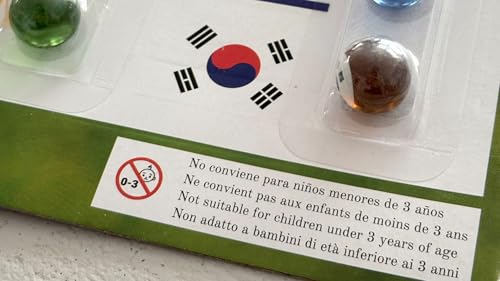 0-3
No conviene para niños menores de 3 años
Ne convient pas aux enfants de moins de 3 ans
Not suitable for children under 3 years of age
Non adatto a bambini di età inferiore ai 3 anni